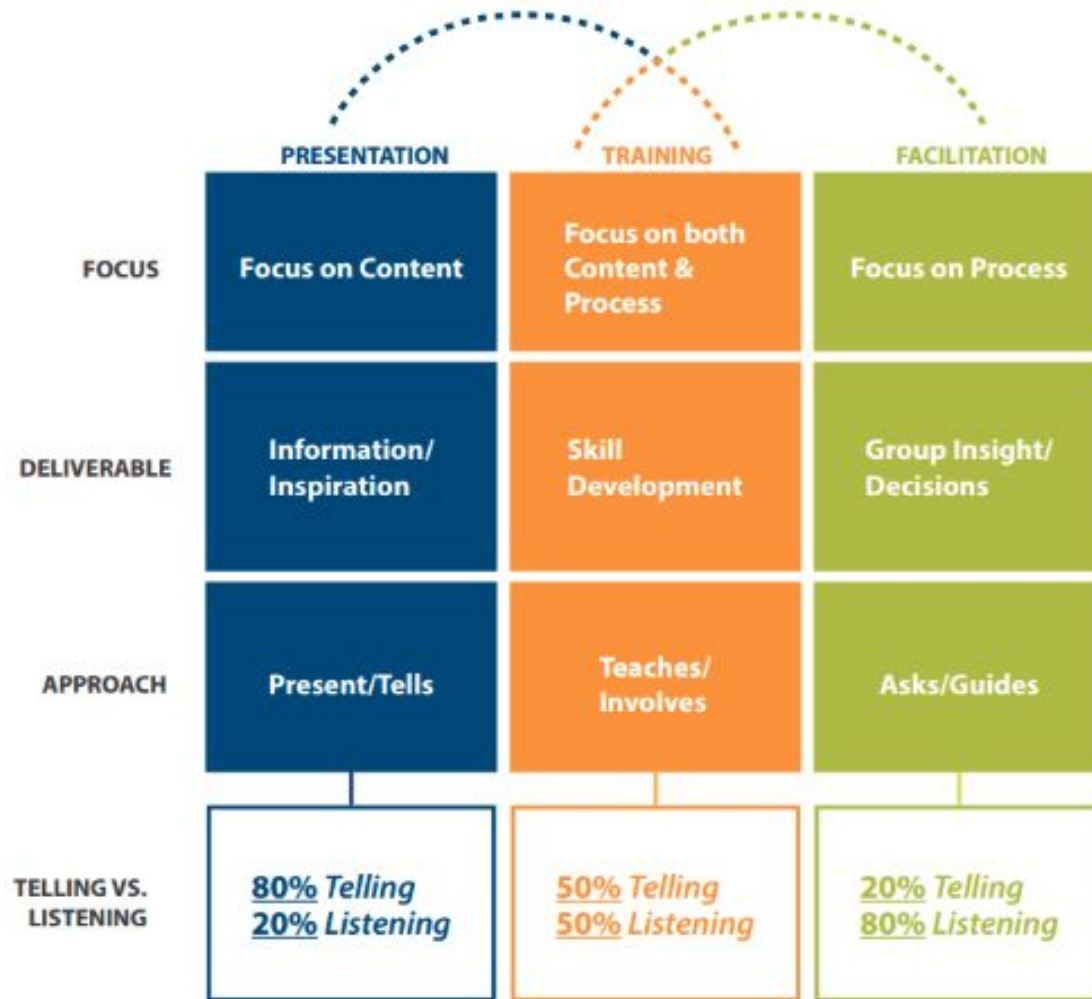 PRESENTATION
TRAINING
FACILITATION
FOCUS
Focus on Content
Focus on both
Content &
Process
Focus on Process
DELIVERABLE
Information/
Inspiration
Skill
Development
Group Insight/
Decisions
APPROACH
Present/Tells
Teaches/
Involves
Asks/Guides
TELLING VS.
LISTENING
80% Telling
20% Listening
50% Telling
50% Listening
20% Telling
80% Listening